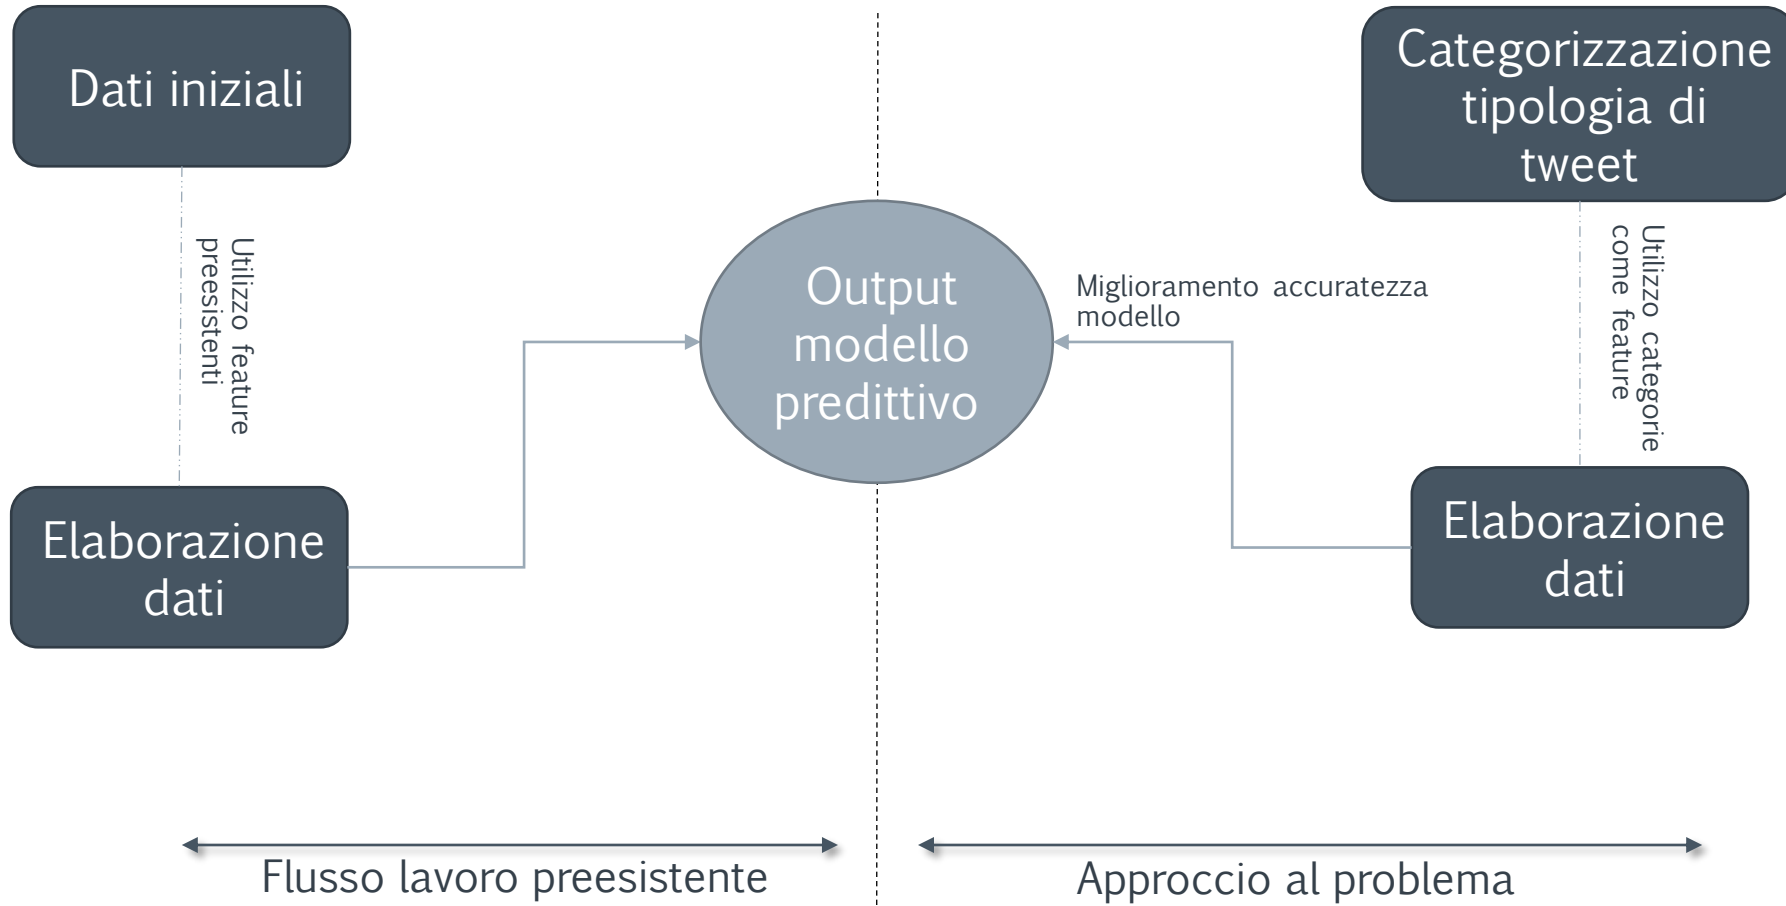 Dati iniziali
Utilizzo feature
preesistenti
Elaborazione
dati
Output
modello
predittivo
Miglioramento accuratezza
modello
Categorizzazione
tipologia di
tweet
Utilizzo categorie
come feature
Elaborazione
dati
Flusso lavoro preesistente
Approccio al problema